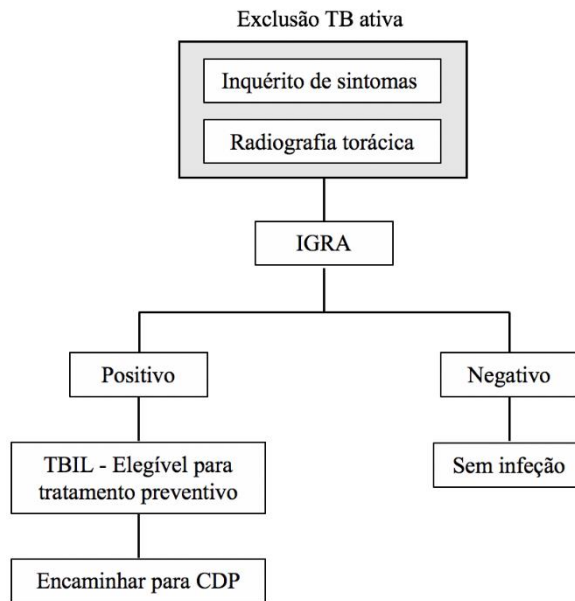 Exclusão TB ativa
Inquérito de sintomas
Radiografia torácica
IGRA
Positivo
Negativo
TBIL - Elegível para
tratamento preventivo
Sem infeção
Encaminhar para CDP